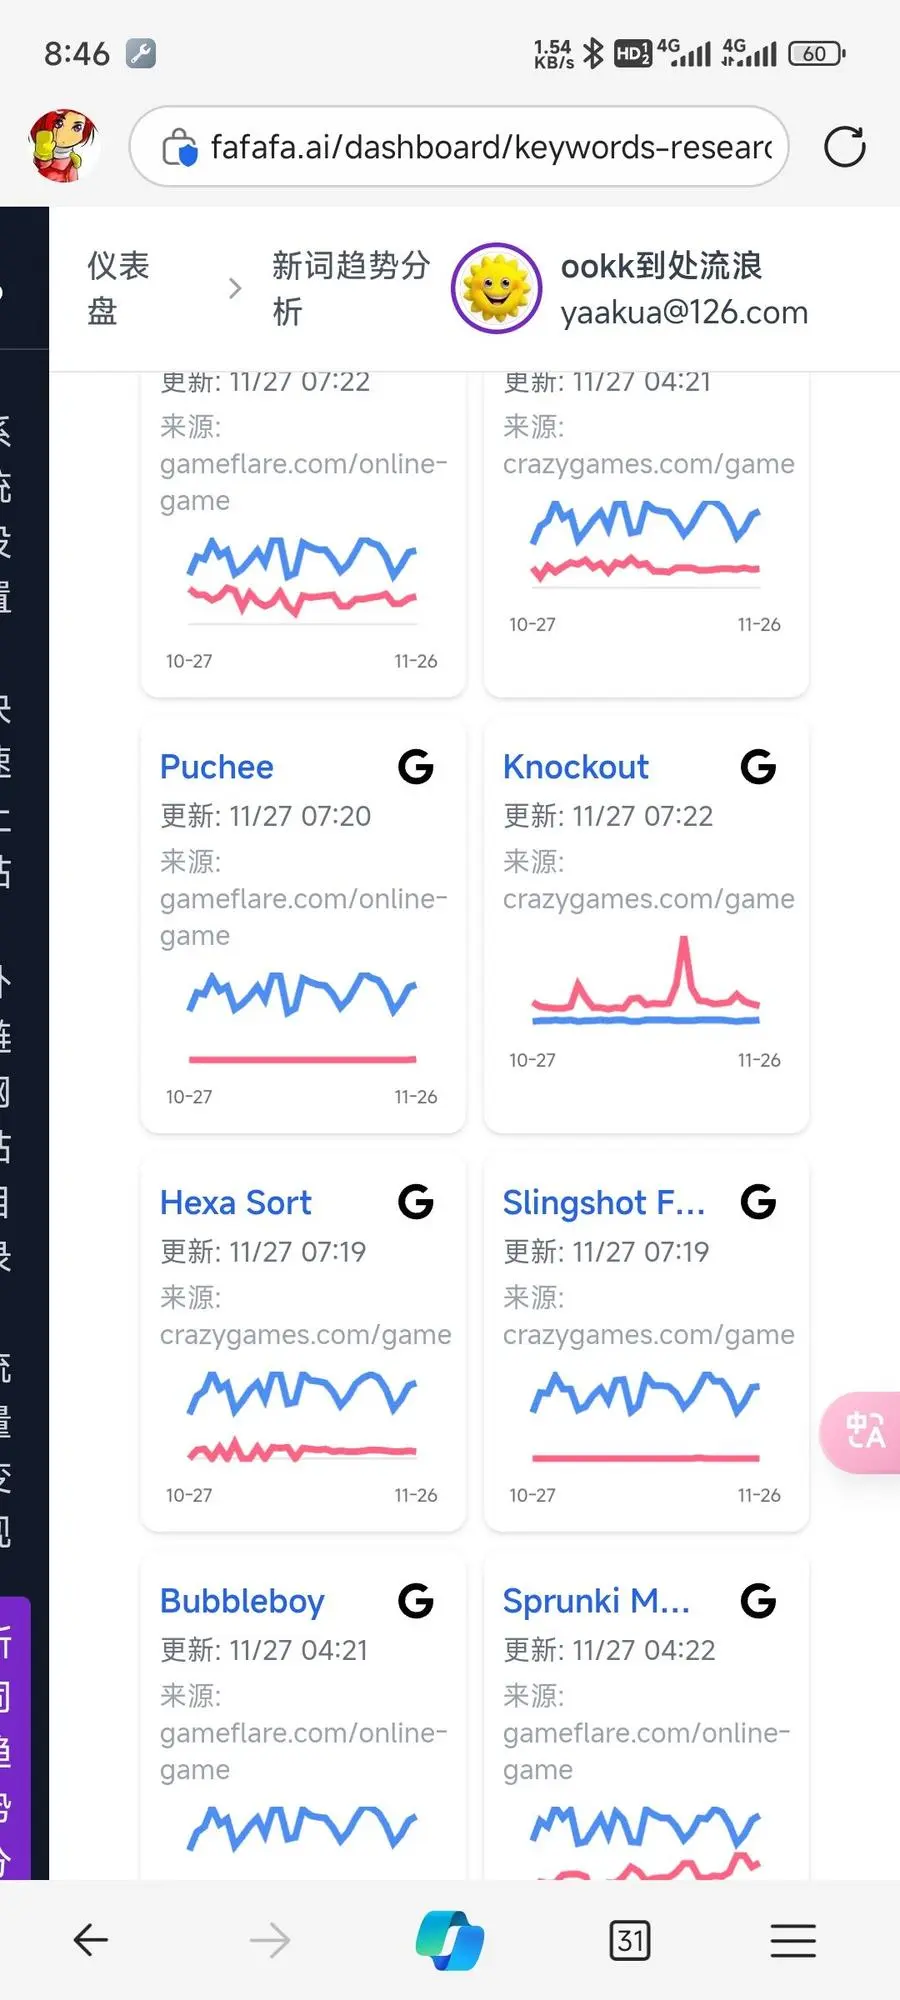 8:46
1.54 KB/s HD 1 2 4G 4G 60
fafafa.ai/dashboard/keywords-researc
仪表盘
新词趋势分析
ookk到处流浪
yaakua@126.com
更新: 11/27 07:22
来源:
gameflare.com/online-
game
10-27 11-26
更新: 11/27 04:21
来源:
crazygames.com/game
10-27 11-26
Puchee
更新: 11/27 07:20
来源:
gameflare.com/online-
game
10-27 11-26
Knockout
更新: 11/27 07:22
来源:
crazygames.com/game
10-27 11-26
Hexa Sort
更新: 11/27 07:19
来源:
crazygames.com/game
10-27 11-26
Slingshot F...
更新: 11/27 07:19
来源:
crazygames.com/game
10-27 11-26
Bubbleboy
更新: 11/27 04:21
来源:
gameflare.com/online-
game
Sprunki M...
更新: 11/27 04:22
来源:
gameflare.com/online-
game
中A
31